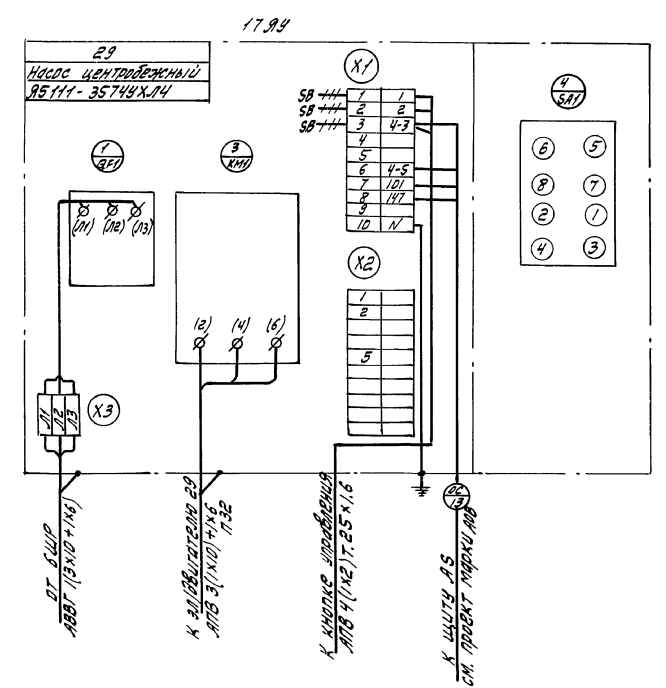 17ЯУ
29
Насос центробежный
Я5111-3574УХЛ4
1
QF1
3
KM1
4
SA1
X1
SB
SB
SB
1 1
2 2
3 4-3
4
5
6 4-5
7 101
8 147
9
10 N
(Л1) (Л2) (Л3)
6 5
8 7
2 1
4 3
X2
1
2
5
(2) (4) (6)
Л1 Л2 Л3
X3
ОС
13
от 6ШР
АВВГ 1(3×10+1×6)
К эл/двигателю 29
АПВ 3(1×10)+1×6
П32
К кнопке управления
АПВ 4(1×2) Т.25×1.6
К щиту AS
см. проект марки АОВ